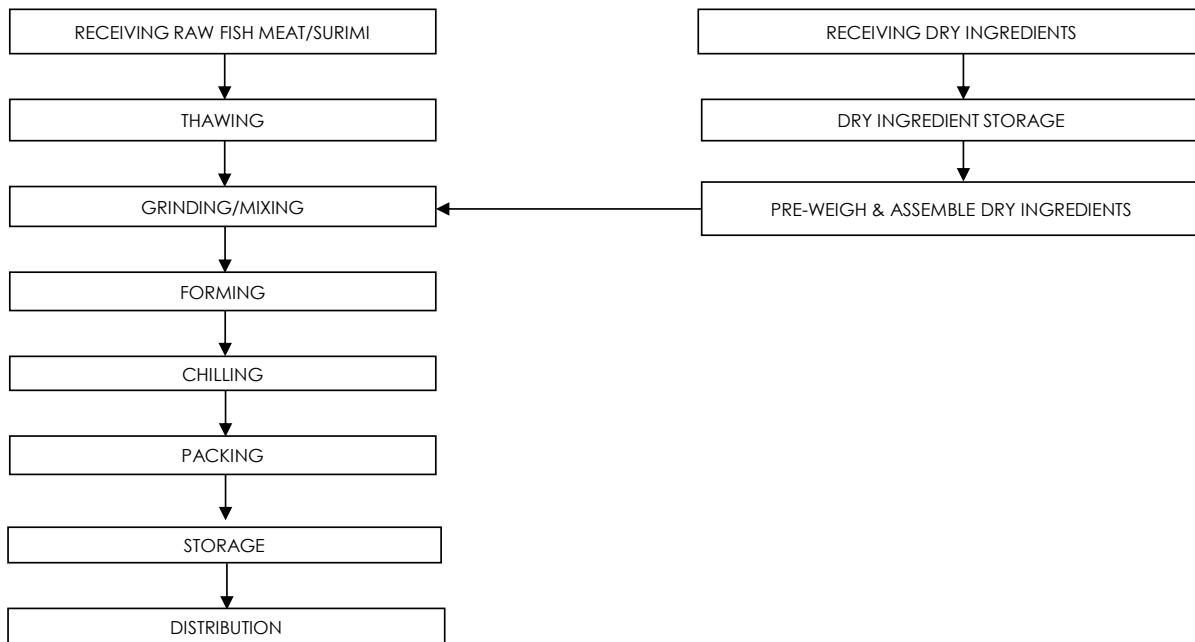 RECEIVING RAW FISH MEAT/SURIMI
RECEIVING DRY INGREDIENTS
THAWING
DRY INGREDIENT STORAGE
GRINDING/MIXING
PRE-WEIGH & ASSEMBLE DRY INGREDIENTS
FORMING
CHILLING
PACKING
STORAGE
DISTRIBUTION